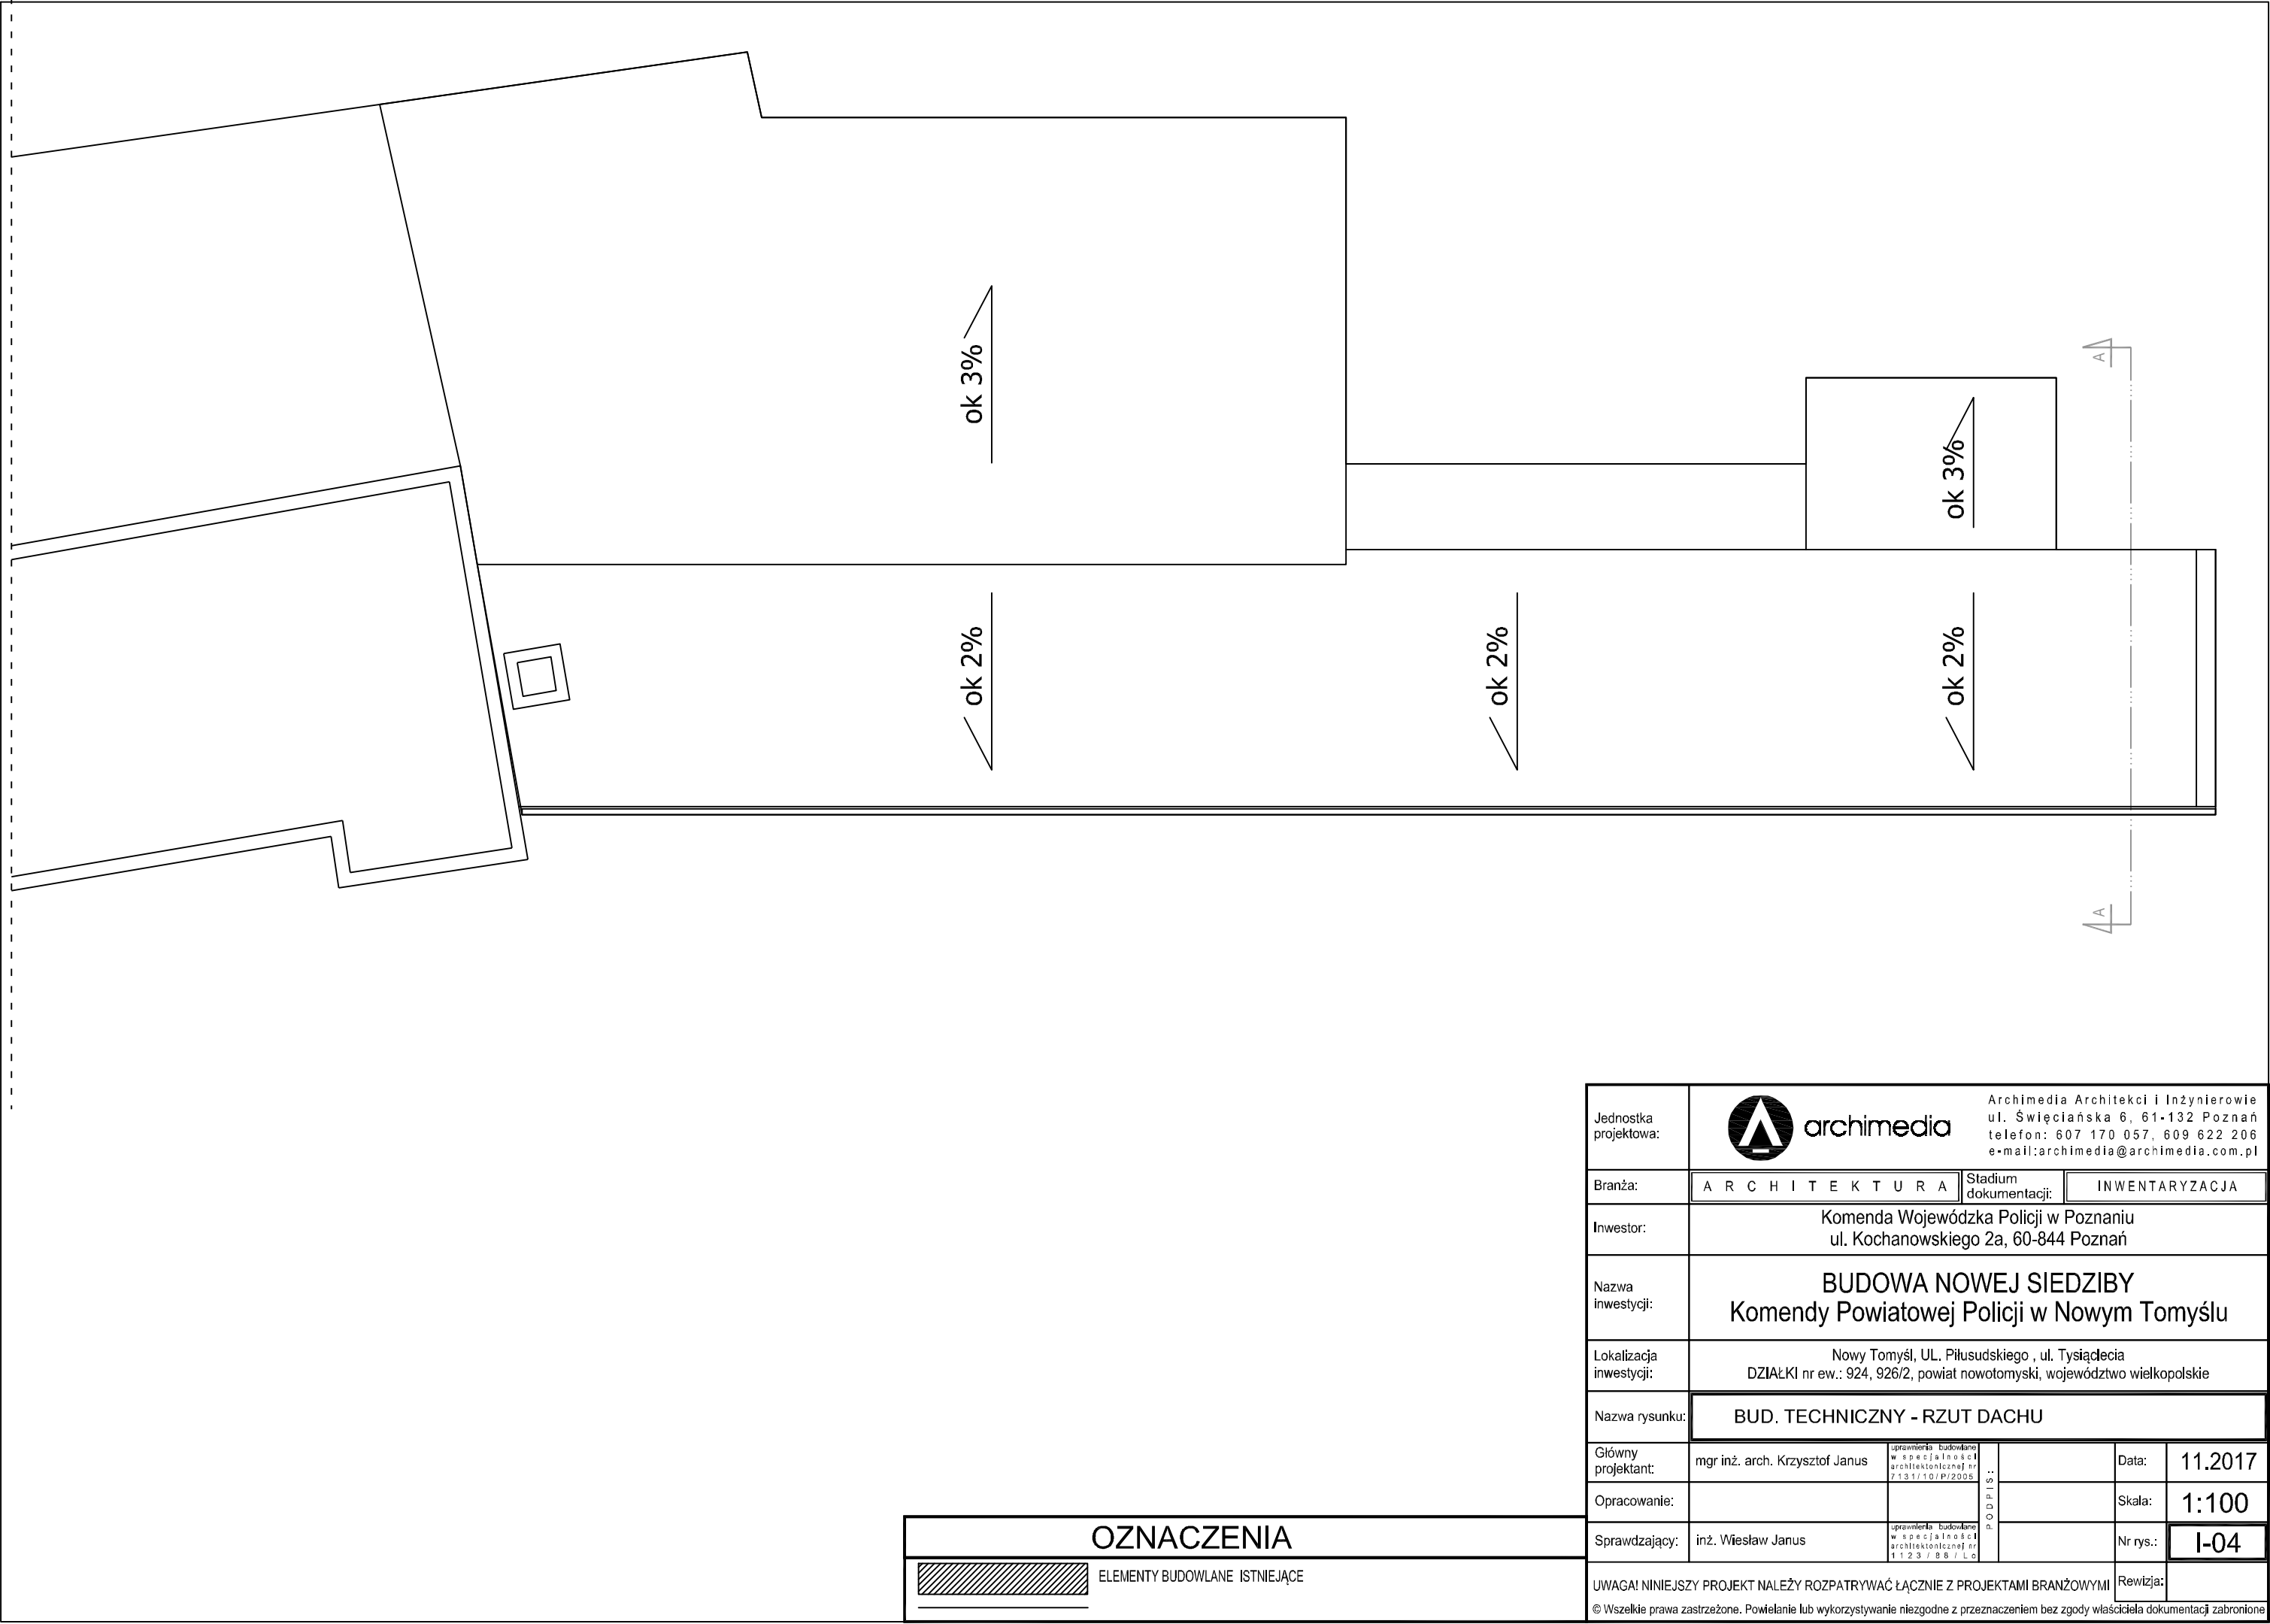 ok 3%
ok 3%
ok 2%
ok 2%
ok 2%
A
A
Jednostka
projektowa:
archimedia
Archimedia Architekci i Inżynierowie
ul. Święciańska 6, 61-132 Poznań
telefon: 607 170 057, 609 622 206
e-mail:archimedia@archimedia.com.pl
Branża:
ARCHITEKTURA
Stadium
dokumentacji:
INWENTARYZACJA
Inwestor:
Komenda Wojewódzka Policji w Poznaniu
ul. Kochanowskiego 2a, 60-844 Poznań
Nazwa
inwestycji:
BUDOWA NOWEJ SIEDZIBY
Komendy Powiatowej Policji w Nowym Tomyślu
Lokalizacja
inwestycji:
Nowy Tomyśl, UL. Piłusudskiego , ul. Tysiąclecia
DZIAŁKI nr ew.: 924, 926/2, powiat nowotomyski, województwo wielkopolskie
Nazwa rysunku:
BUD. TECHNICZNY - RZUT DACHU
Główny
projektant:
mgr inż. arch. Krzysztof Janus
uprawnienia budowlane
w specjalności
architektonicznej nr
7131/10/P/2005
PODPIS:
Data:
11.2017
Opracowanie:
Skala:
1:100
Sprawdzający:
inż. Wiesław Janus
uprawnienia budowlane
w specjalności
architektonicznej nr
1123/88/Lo
Nr rys.:
I-04
UWAGA! NINIEJSZY PROJEKT NALEŻY ROZPATRYWAĆ ŁĄCZNIE Z PROJEKTAMI BRANŻOWYMI
Rewizja:
© Wszelkie prawa zastrzeżone. Powielanie lub wykorzystywanie niezgodne z przeznaczeniem bez zgody właściciela dokumentacji zabronione
OZNACZENIA
ELEMENTY BUDOWLANE ISTNIEJĄCE